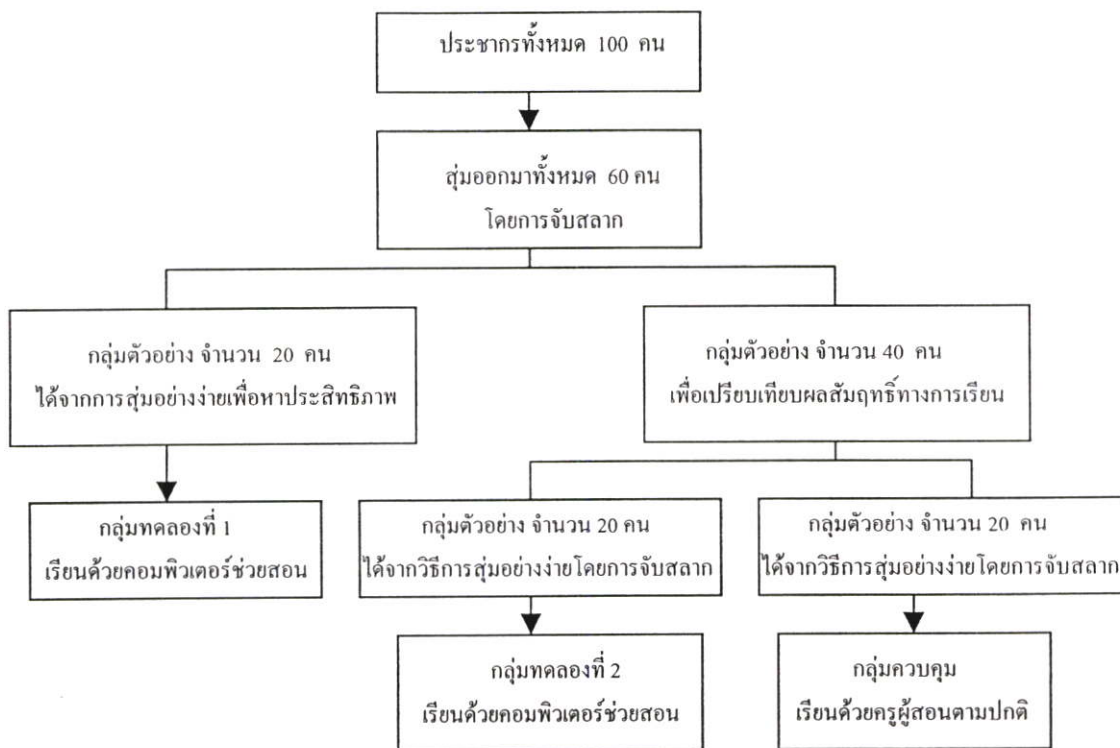 ประชากรทั้งหมด 100 คน
สุ่มออกมาทั้งหมด 60 คน
โดยการจับสลาก
กลุ่มตัวอย่าง จำนวน 20 คน
ได้จากการสุ่มอย่างง่ายเพื่อหาประสิทธิภาพ
กลุ่มตัวอย่าง จำนวน 40 คน
เพื่อเปรียบเทียบผลสัมฤทธิ์ทางการเรียน
กลุ่มทดลองที่ 1
เรียนด้วยคอมพิวเตอร์ช่วยสอน
กลุ่มตัวอย่าง จำนวน 20 คน
ได้จากวิธีการสุ่มอย่างง่ายโดยการจับสลาก
กลุ่มตัวอย่าง จำนวน 20 คน
ได้จากวิธีการสุ่มอย่างง่ายโดยการจับสลาก
กลุ่มทดลองที่ 2
เรียนด้วยคอมพิวเตอร์ช่วยสอน
กลุ่มควบคุม
เรียนด้วยครูผู้สอนตามปกติ